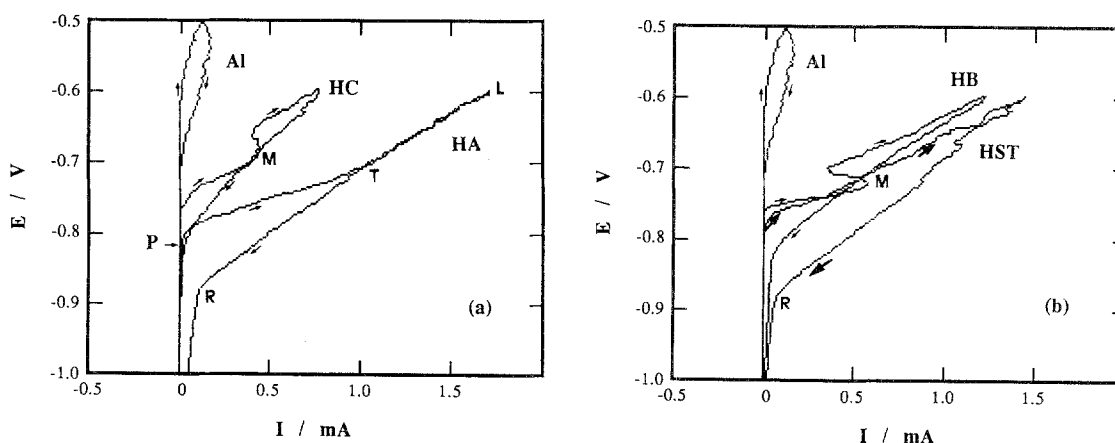 -0.5
Al
HC
L
-0.6
HA
M
-0.7
T
E / V
-0.8
P
R
-0.9
(a)
-1.0
-0.5 0 0.5 1.0 1.5
I / mA
-0.5
Al
HB
-0.6
HST
-0.7
M
E / V
-0.8
R
-0.9
(b)
-1.0
-0.5 0 0.5 1.0 1.5
I / mA